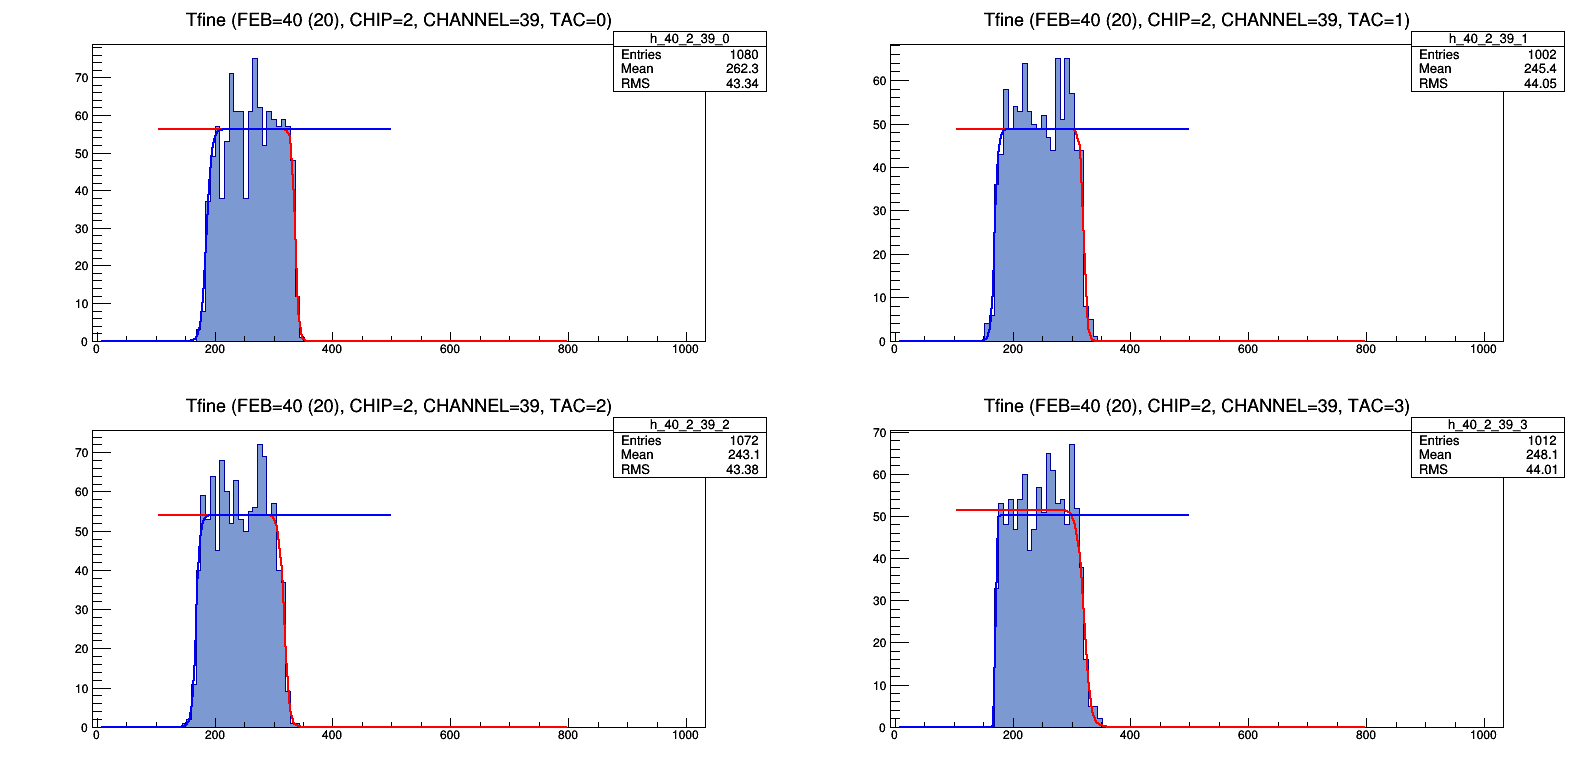 Tfine (FEB=40 (20), CHIP=2, CHANNEL=39, TAC=0)
h_40_2_39_0
Entries 1080
Mean 262.3
RMS 43.34
70
60
50
40
30
20
10
0
0 200 400 600 800 1000
Tfine (FEB=40 (20), CHIP=2, CHANNEL=39, TAC=1)
h_40_2_39_1
Entries 1002
Mean 245.4
RMS 44.05
60
50
40
30
20
10
0
0 200 400 600 800 1000
Tfine (FEB=40 (20), CHIP=2, CHANNEL=39, TAC=2)
h_40_2_39_2
Entries 1072
Mean 243.1
RMS 43.38
70
60
50
40
30
20
10
0
0 200 400 600 800 1000
Tfine (FEB=40 (20), CHIP=2, CHANNEL=39, TAC=3)
h_40_2_39_3
Entries 1012
Mean 248.1
RMS 44.01
70
60
50
40
30
20
10
0
0 200 400 600 800 1000